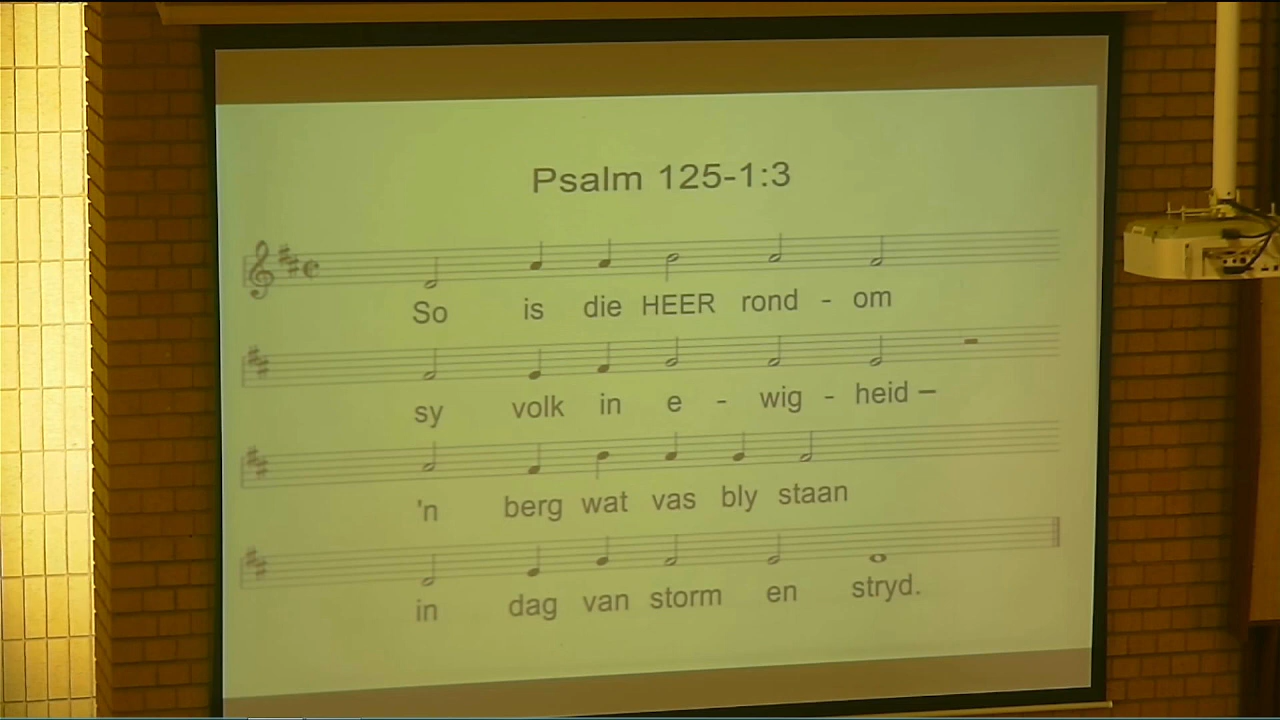 Psalm 125-1:3
So is die HEER rond - om
sy volk in e - wig - heid –
'n berg wat vas bly staan
in dag van storm en stryd.